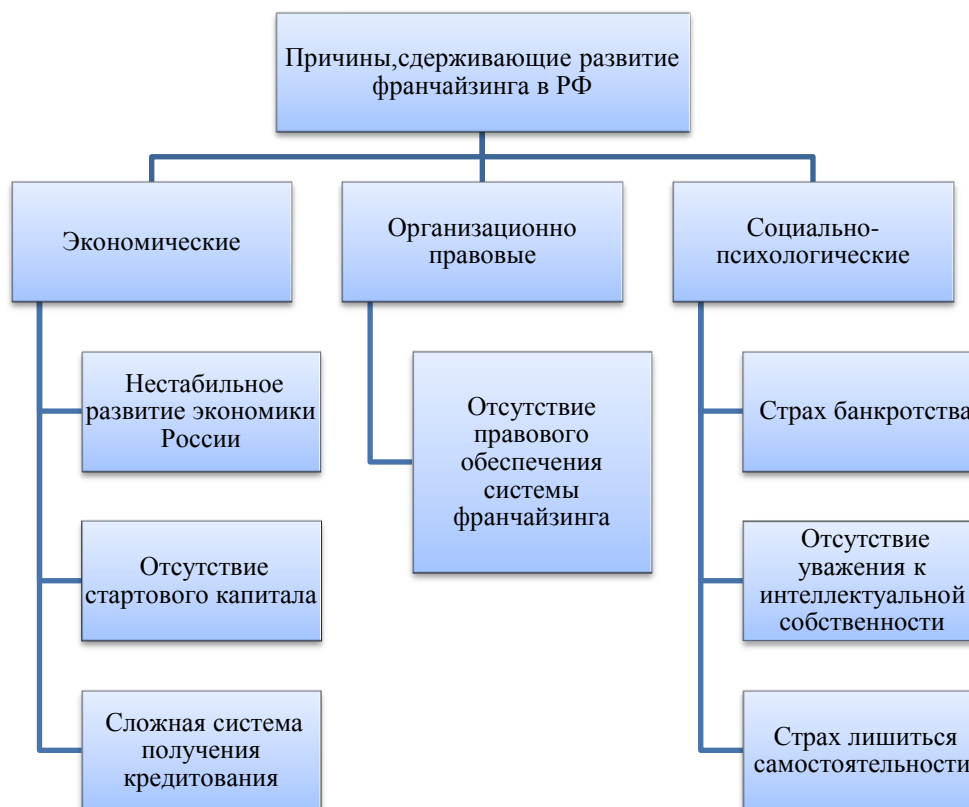 Причины,сдерживающие развитие
франчайзинга в РФ
Экономические
Нестабильное
развитие экономики
России
Отсутствие
стартового капитала
Сложная система
получения
кредитования
Организационно
правовые
Отсутствие
правового
обеспечения
системы
франчайзинга
Социально-
психологические
Страх банкротства
Отсутствие
уважения к
интеллектуальной
собственности
Страх лишиться
самостоятельности